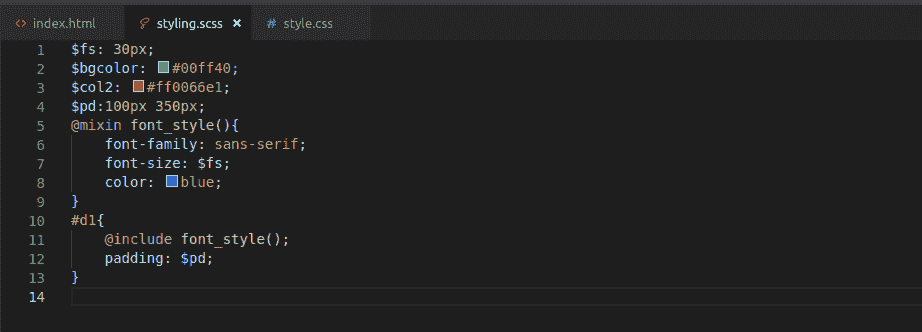 index.html styling.scss × style.css
1 $fs: 30px;
2 $bgcolor: #00ff40;
3 $col2: #ff0066e1;
4 $pd:100px 350px;
5 @mixin font_style(){
6     font-family: sans-serif;
7     font-size: $fs;
8     color: blue;
9 }
10 #d1{
11     @include font_style();
12     padding: $pd;
13 }
14